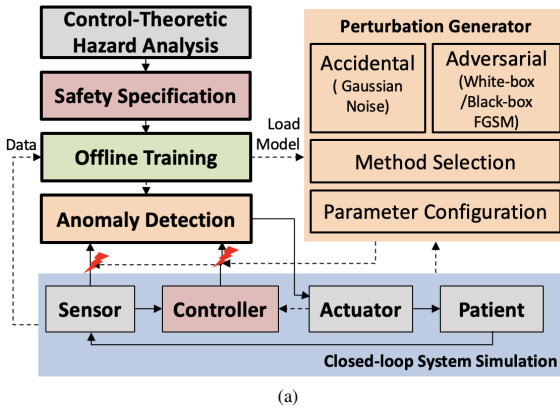 Control-Theoretic
Hazard Analysis
Safety Specification
Data
Offline Training
Load
Model
Anomaly Detection
Perturbation Generator
Accidental
( Gaussian
Noise)
Adversarial
(White-box
/Black-box
FGSM)
Method Selection
Parameter Configuration
Sensor
Controller
Actuator
Patient
Closed-loop System Simulation
(a)